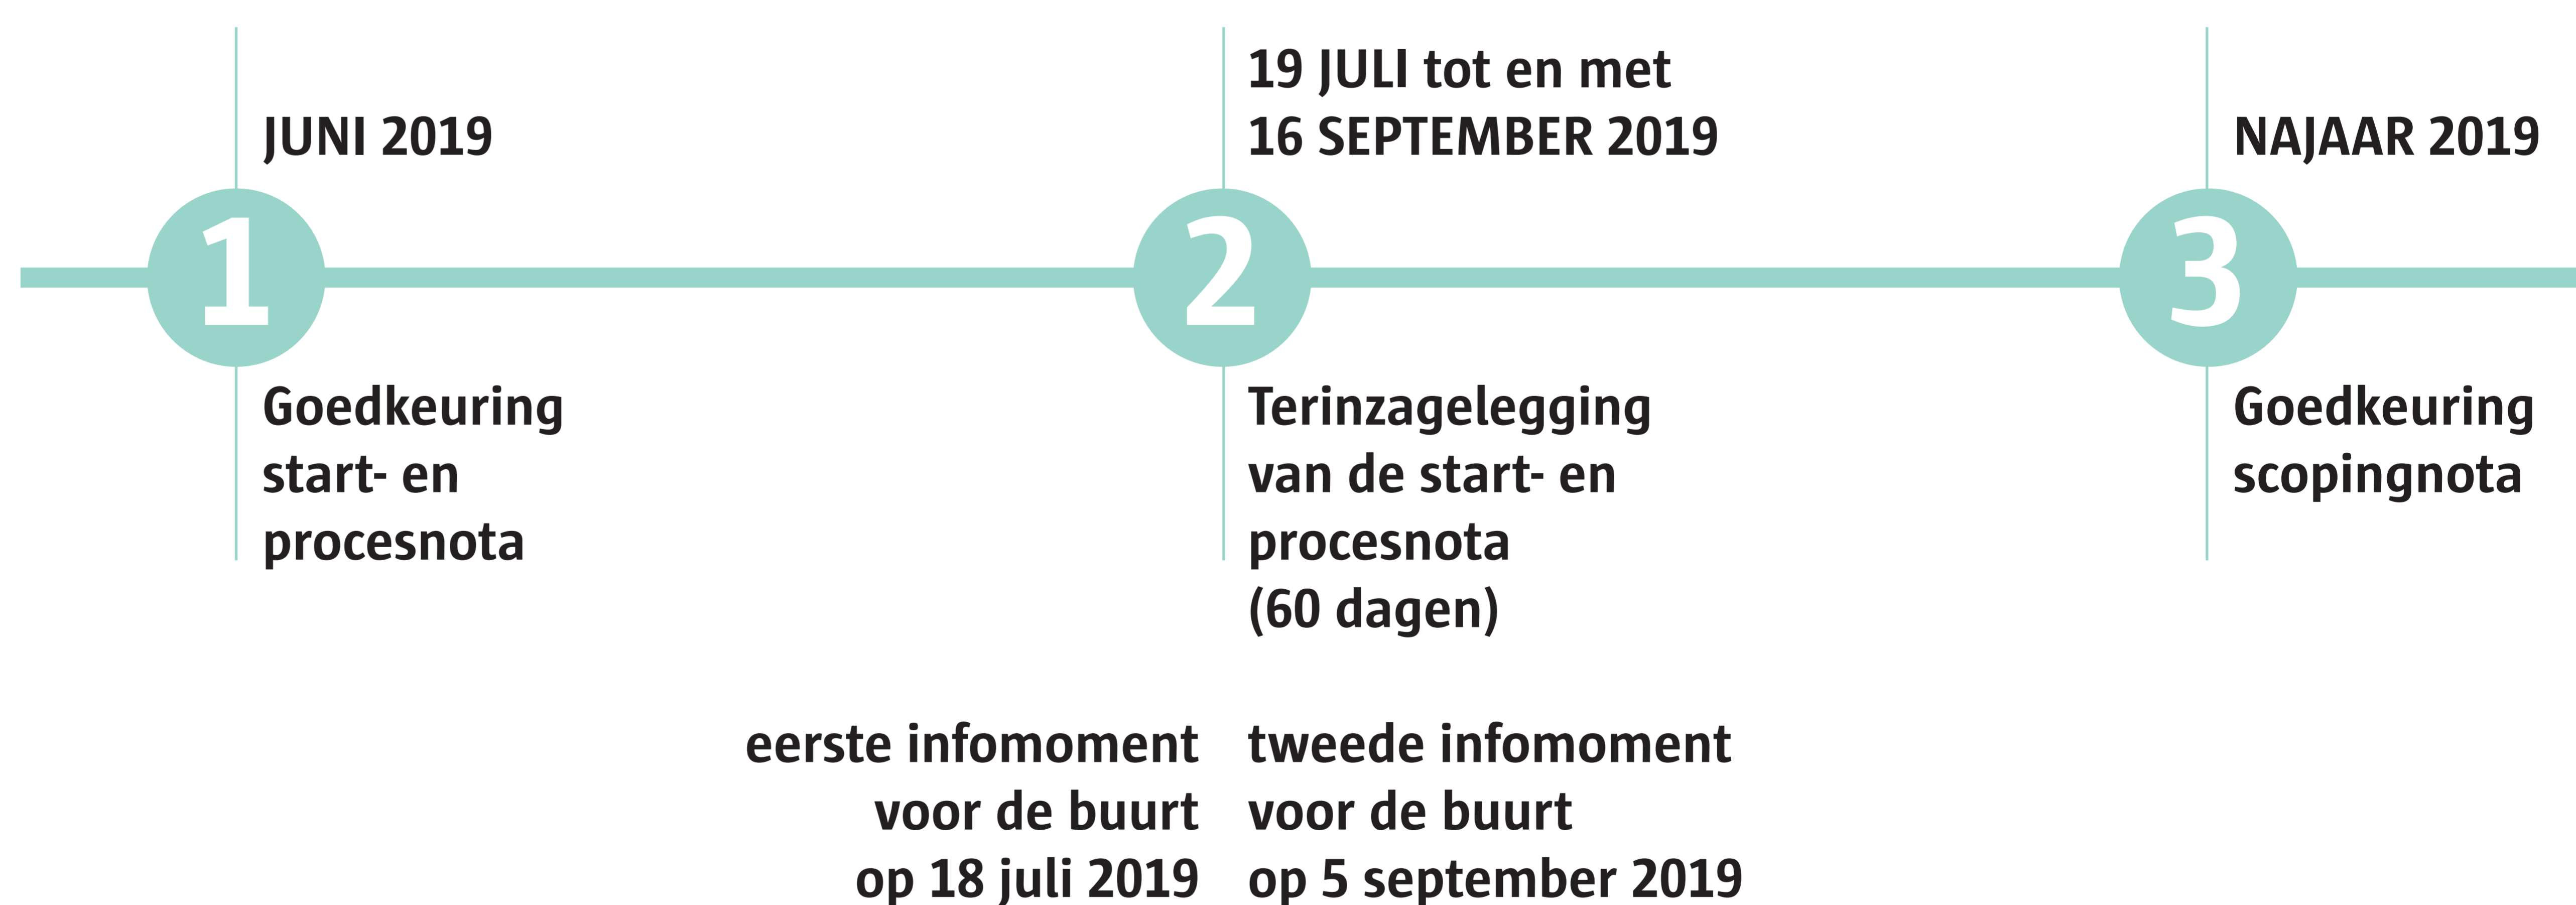 JUNI 2019
1
Goedkeuring
start- en
procesnota
19 JULI tot en met
16 SEPTEMBER 2019
2
Terinzagelegging
van de start- en
procesnota
(60 dagen)
eerste infomoment
voor de buurt
op 18 juli 2019
tweede infomoment
voor de buurt
op 5 september 2019
NAJAAR 2019
3
Goedkeuring
scopingnota